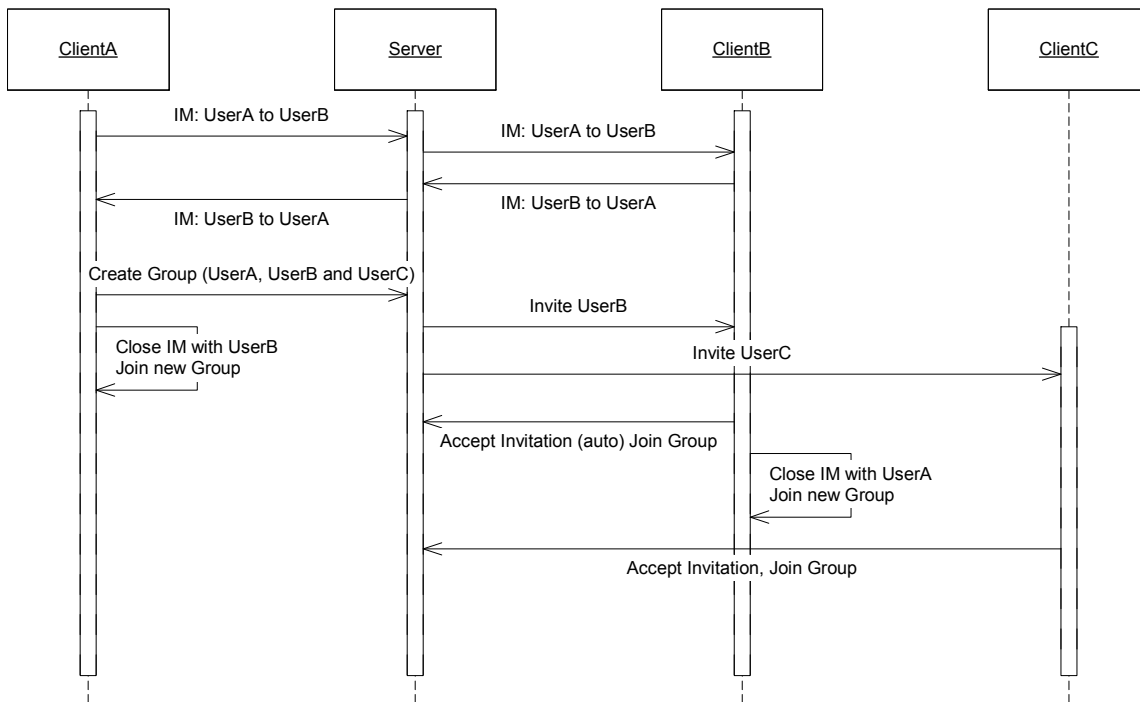 ClientA
Server
ClientB
ClientC
IM: UserA to UserB
IM: UserA to UserB
IM: UserB to UserA
IM: UserB to UserA
Create Group (UserA, UserB and UserC)
Invite UserB
Close IM with UserB
Join new Group
Invite UserC
Accept Invitation (auto) Join Group
Close IM with UserA
Join new Group
Accept Invitation, Join Group